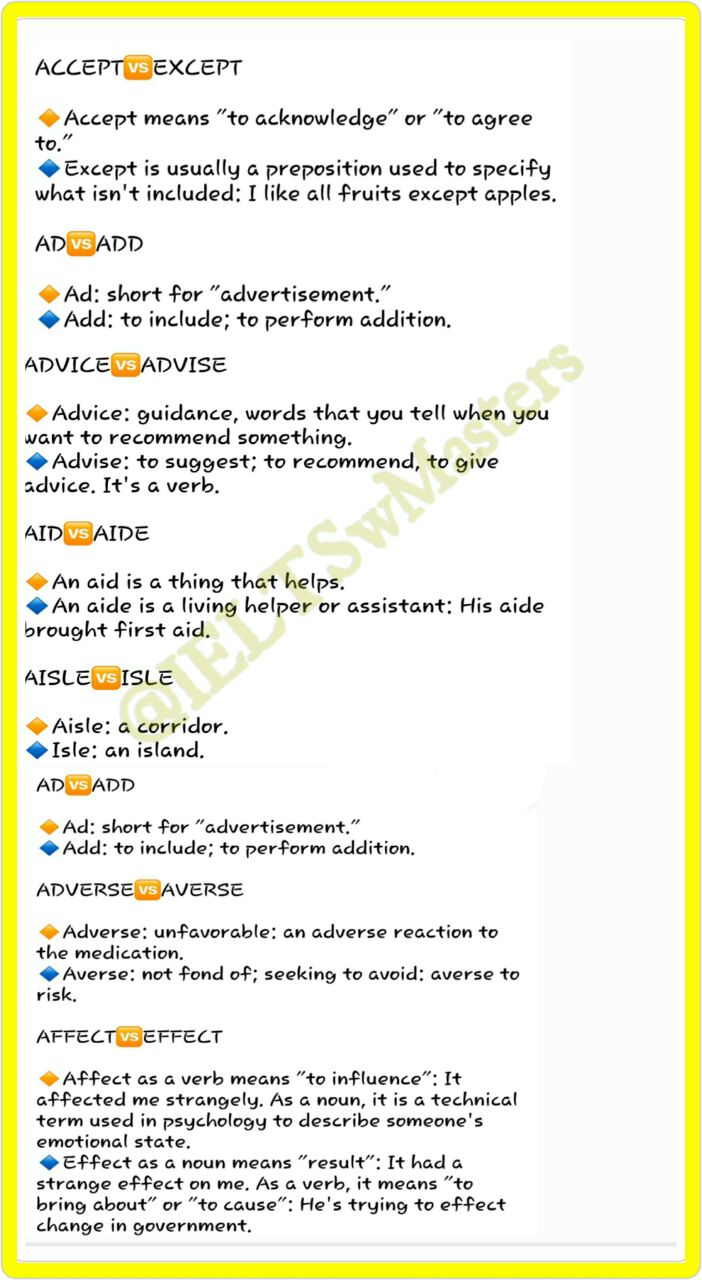 ACCEPT🆚EXCEPT
🔶Accept means "to acknowledge" or "to agree
to."
🔷Except is usually a preposition used to specify
what isn't included: I like all fruits except apples.
AD🆚ADD
🔶Ad: short for "advertisement."
🔷Add: to include; to perform addition.
ADVICE🆚ADVISE
🔶Advice: guidance, words that you tell when you
want to recommend something.
🔷Advise: to suggest; to recommend, to give
advice. It's a verb.
AID🆚AIDE
🔶An aid is a thing that helps.
🔷An aide is a living helper or assistant: His aide
brought first aid.
AISLE🆚ISLE
🔶Aisle: a corridor.
🔷Isle: an island.
@IELTSwMasters
AD🆚ADD
🔶Ad: short for "advertisement."
🔷Add: to include; to perform addition.
ADVERSE🆚AVERSE
🔶Adverse: unfavorable: an adverse reaction to
the medication.
🔷Averse: not fond of; seeking to avoid: averse to
risk.
AFFECT🆚EFFECT
🔶Affect as a verb means "to influence": It
affected me strangely. As a noun, it is a technical
term used in psychology to describe someone's
emotional state.
🔷Effect as a noun means "result": It had a
strange effect on me. As a verb, it means "to
bring about" or "to cause": He's trying to effect
change in government.